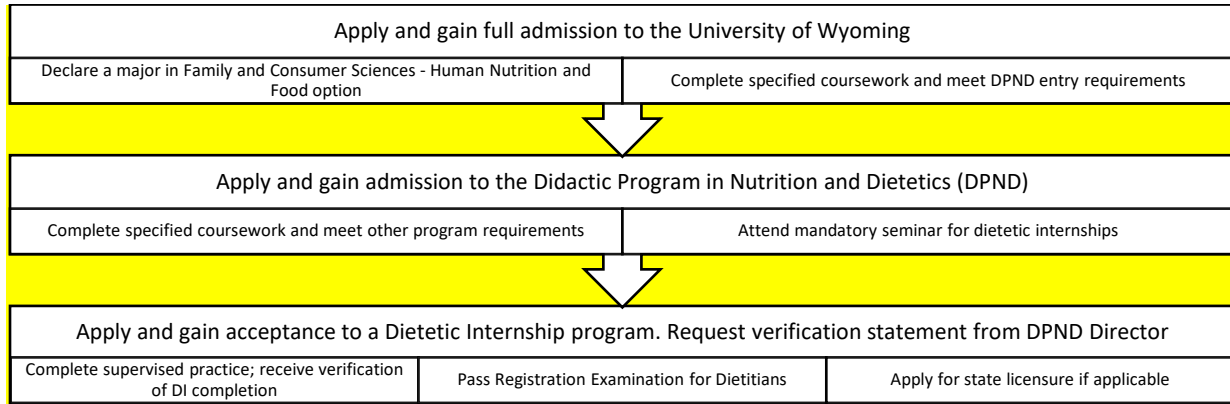 Apply and gain full admission to the University of Wyoming
Declare a major in Family and Consumer Sciences - Human Nutrition and
Food option
Complete specified coursework and meet DPND entry requirements
Apply and gain admission to the Didactic Program in Nutrition and Dietetics (DPND)
Complete specified coursework and meet other program requirements
Attend mandatory seminar for dietetic internships
Apply and gain acceptance to a Dietetic Internship program. Request verification statement from DPND Director
Complete supervised practice; receive verification
of DI completion
Pass Registration Examination for Dietitians
Apply for state licensure if applicable